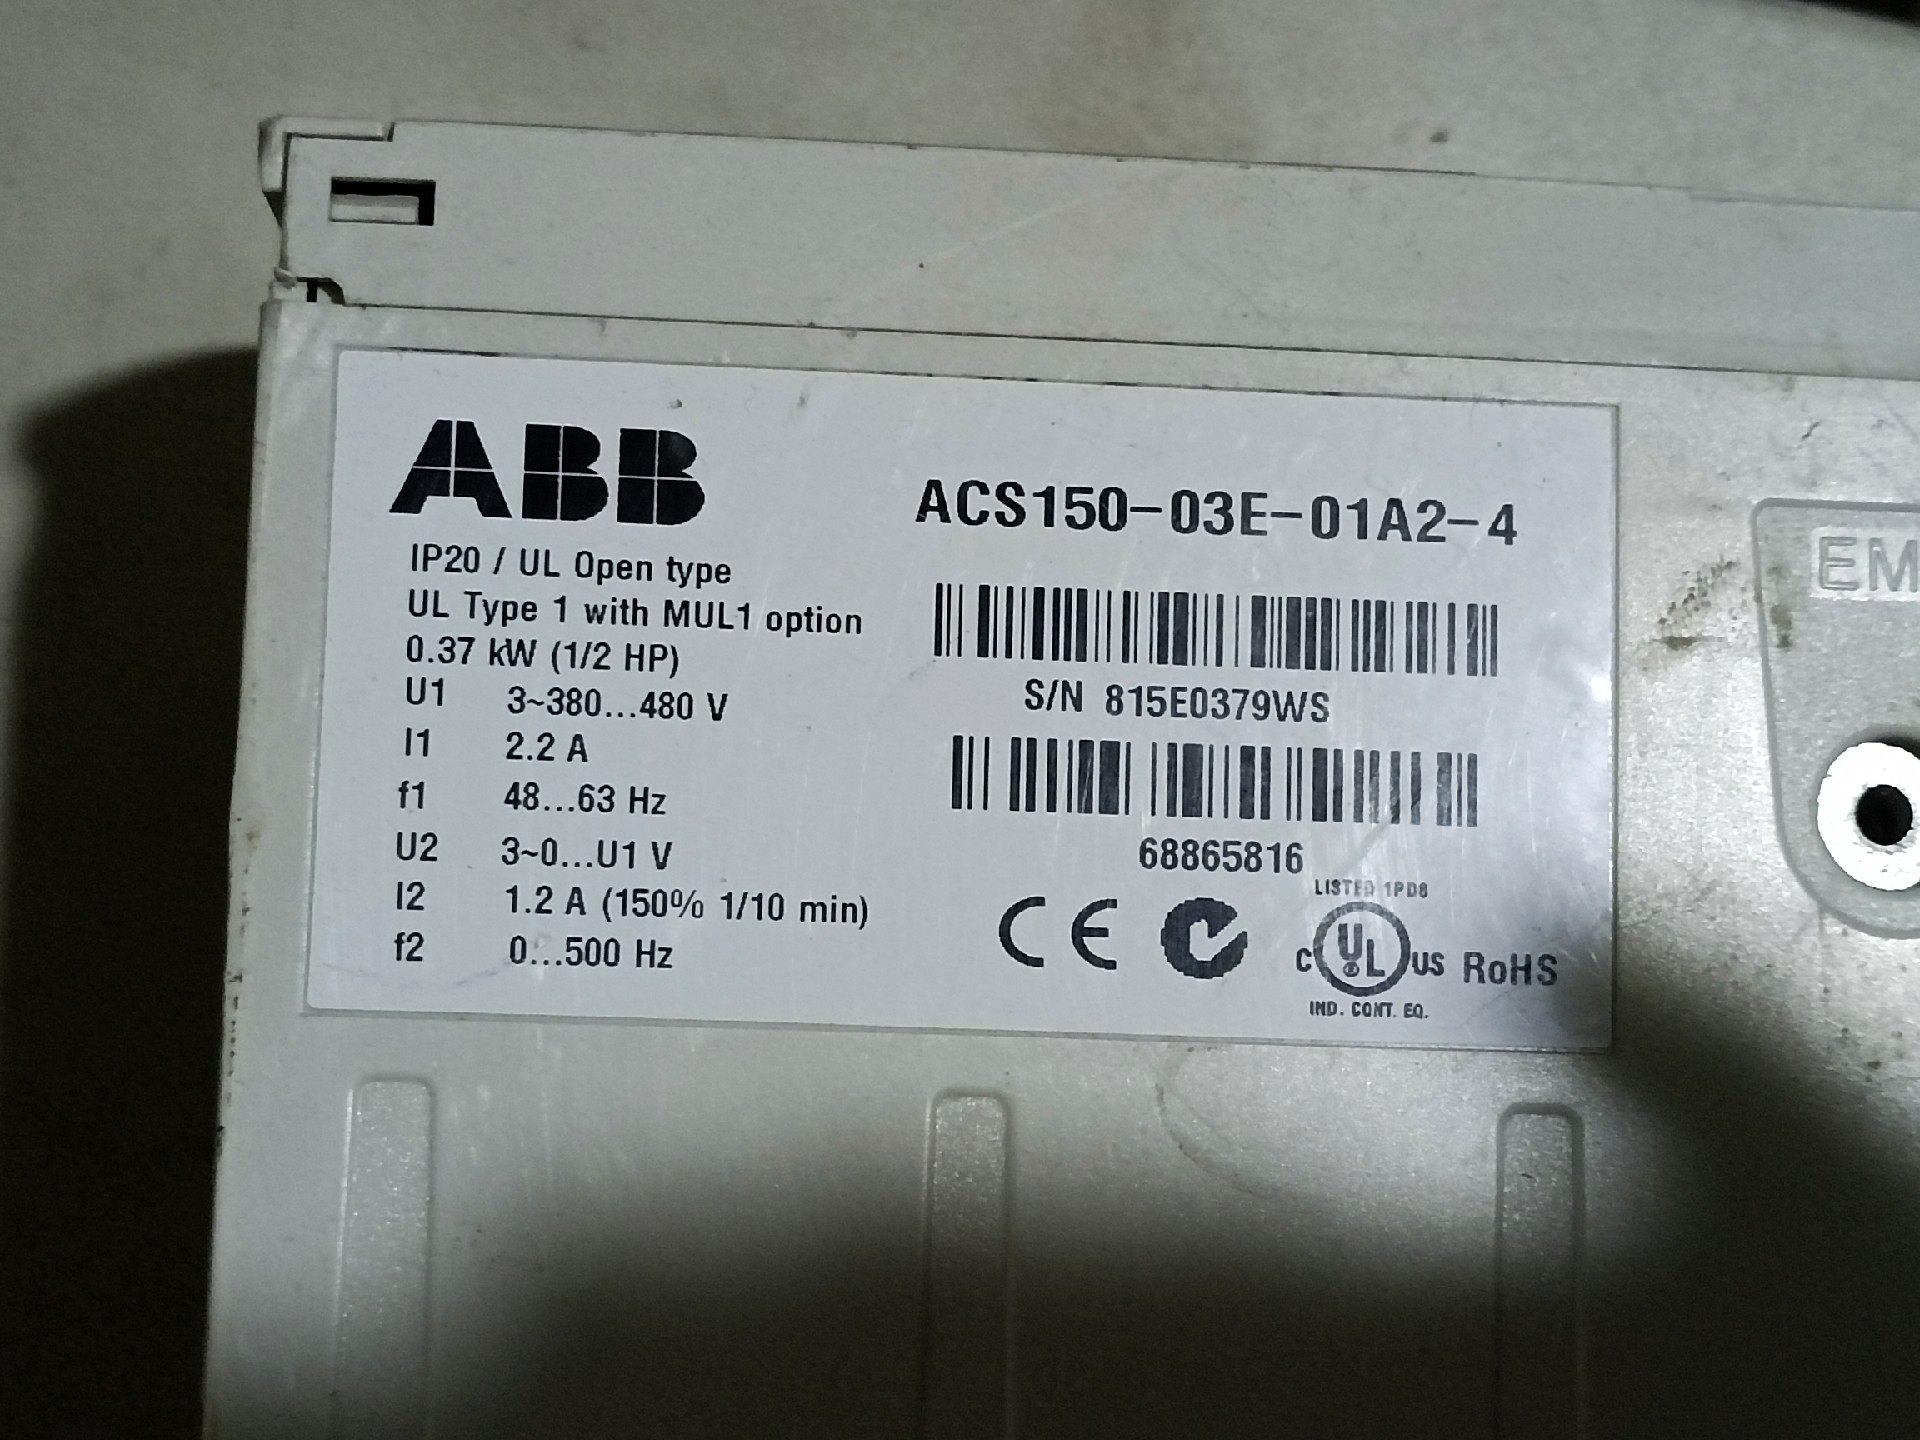 ABB
ACS150-03E-01A2-4
IP20 / UL Open type
UL Type 1 with MUL1 option
0.37 kW (1/2 HP)
U1 3~380...480 V
I1 2.2 A
f1 48...63 Hz
U2 3~0...U1 V
I2 1.2 A (150% 1/10 min)
f2 0...500 Hz
S/N 815E0379WS
68865816
CE
LISTED 1PD8
C UL ® US
RoHS
IND. CONT. EQ.
EM